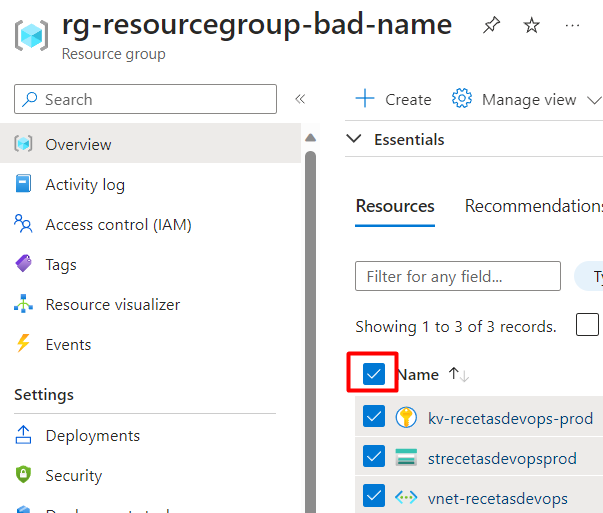 rg-resourcegroup-bad-name
Resource group
Search
Overview
Activity log
Access control (IAM)
Tags
Resource visualizer
Events
Settings
Deployments
Security
Create
Manage view
Essentials
Resources
Recommendations
Filter for any field...
Showing 1 to 3 of 3 records.
Name
kv-recetasdevops-prod
strecetasdevopsprod
vnet-recetasdevops